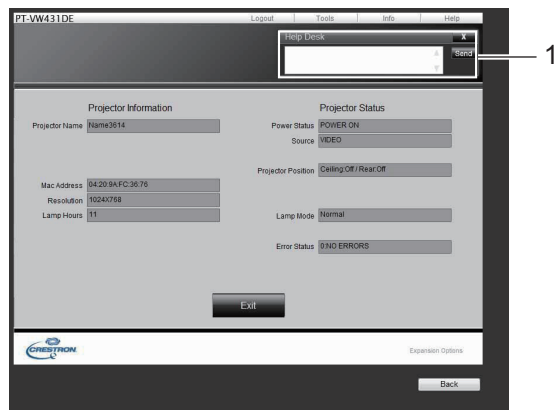 PT-VW431DE
Logout Tools Info Help
Help Desk X
Send
1
Projector Information
Projector Name Name3614
Mac Address 04:20:9A:FC:36:76
Resolution 1024X768
Lamp Hours 11
Projector Status
Power Status POWER ON
Source VIDEO
Projector Position Ceiling:Off / Rear:Off
Lamp Mode Normal
Error Status 0:NO ERRORS
Exit
CRESTRON
Expansion Options
Back